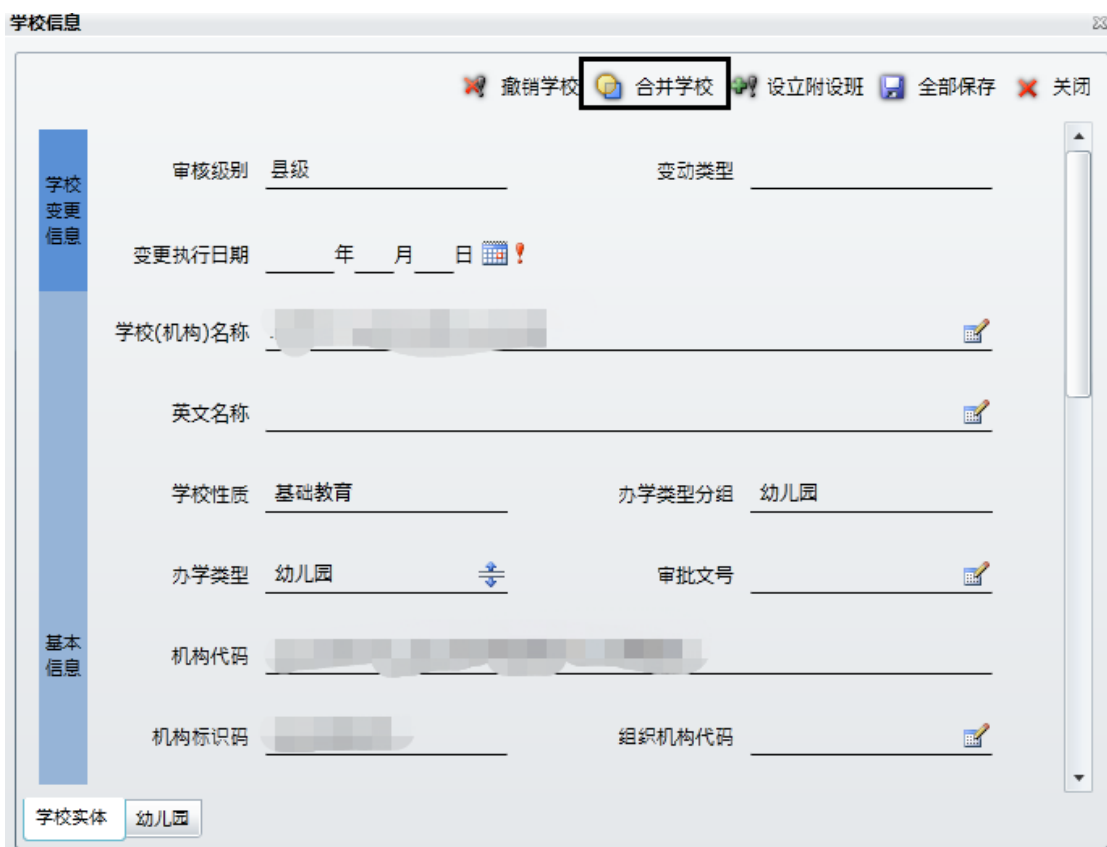 学校信息
撤销学校 合并学校 设立附设班 全部保存 关闭
学校变更信息
审核级别 县级 变动类型
变更执行日期 年 月 日
学校(机构)名称
英文名称
学校性质 基础教育 办学类型分组 幼儿园
办学类型 幼儿园 审批文号
基本信息
机构代码
机构标识码 组织机构代码
学校实体 幼儿园